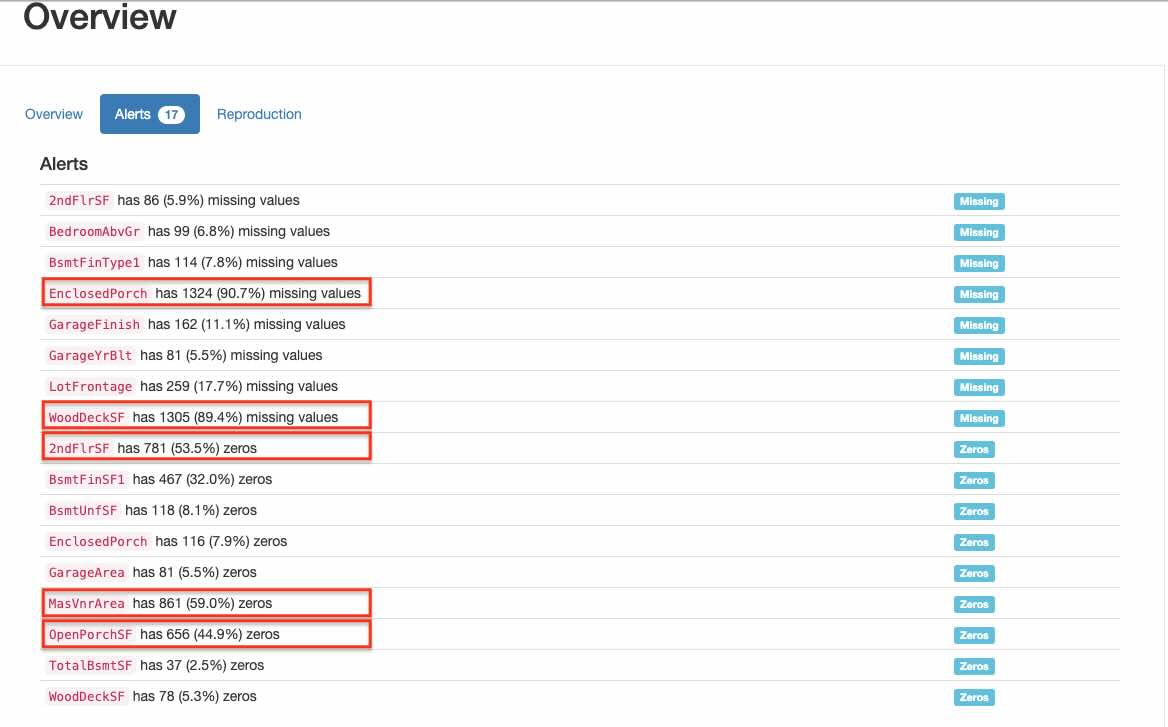 Overview
Overview Alerts 17 Reproduction
Alerts
2ndFlrSF has 86 (5.9%) missing values Missing
BedroomAbvGr has 99 (6.8%) missing values Missing
BsmtFinType1 has 114 (7.8%) missing values Missing
EnclosedPorch has 1324 (90.7%) missing values Missing
GarageFinish has 162 (11.1%) missing values Missing
GarageYrBlt has 81 (5.5%) missing values Missing
LotFrontage has 259 (17.7%) missing values Missing
WoodDeckSF has 1305 (89.4%) missing values Missing
2ndFlrSF has 781 (53.5%) zeros Zeros
BsmtFinSF1 has 467 (32.0%) zeros Zeros
BsmtUnfSF has 118 (8.1%) zeros Zeros
EnclosedPorch has 116 (7.9%) zeros Zeros
GarageArea has 81 (5.5%) zeros Zeros
MasVnrArea has 861 (59.0%) zeros Zeros
OpenPorchSF has 656 (44.9%) zeros Zeros
TotalBsmtSF has 37 (2.5%) zeros Zeros
WoodDeckSF has 78 (5.3%) zeros Zeros